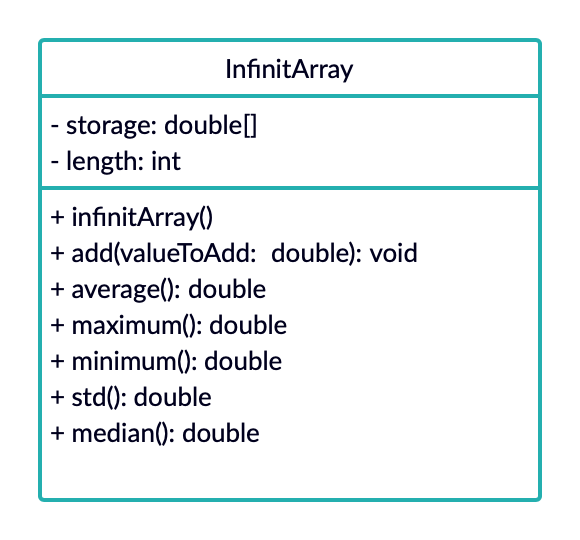 InfinitArray
- storage: double[]
- length: int
+ infinitArray()
+ add(valueToAdd:  double): void
+ average(): double
+ maximum(): double
+ minimum(): double
+ std(): double
+ median(): double